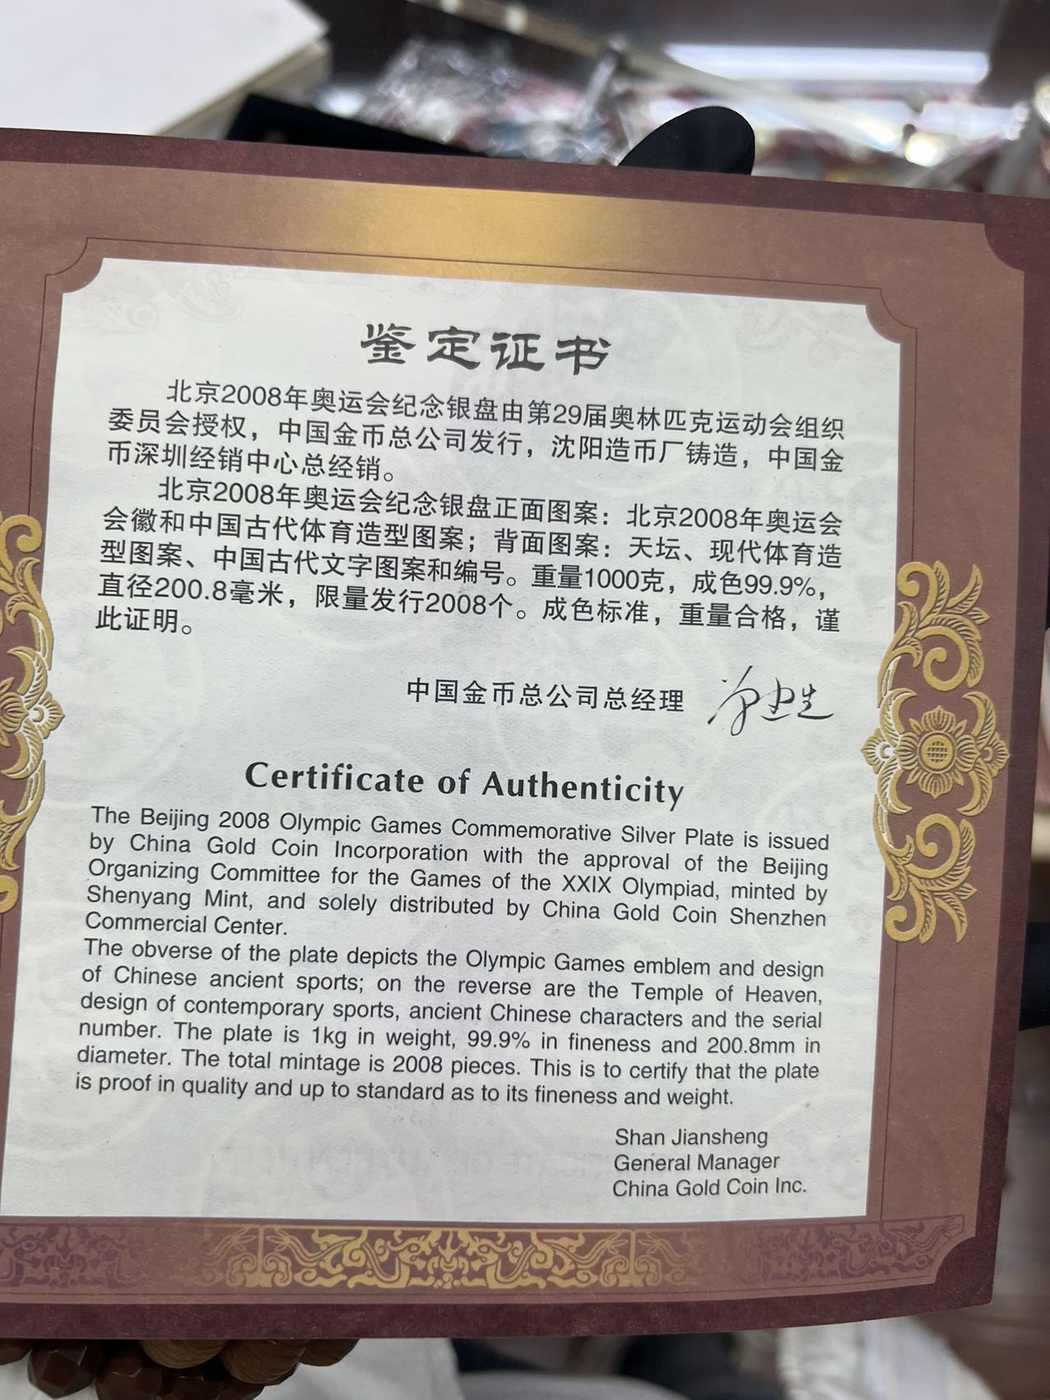 鉴定证书
北京2008年奥运会纪念银盘由第29届奥林匹克运动会组织
委员会授权，中国金币总公司发行，沈阳造币厂铸造，中国金
币深圳经销中心总经销。
北京2008年奥运会纪念银盘正面图案：北京2008年奥运会
会徽和中国古代体育造型图案；背面图案：天坛、现代体育造
型图案、中国古代文字图案和编号。重量1000克，成色99.9%，
直径200.8毫米，限量发行2008个。成色标准，重量合格，谨
此证明。
中国金币总公司总经理
Certificate of Authenticity
The Beijing 2008 Olympic Games Commemorative Silver Plate is issued
by China Gold Coin Incorporation with the approval of the Beijing
Organizing Committee for the Games of the XXIX Olympiad, minted by
Shenyang Mint, and solely distributed by China Gold Coin Shenzhen
Commercial Center.
The obverse of the plate depicts the Olympic Games emblem and design
of Chinese ancient sports; on the reverse are the Temple of Heaven,
design of contemporary sports, ancient Chinese characters and the serial
number. The plate is 1kg in weight, 99.9% in fineness and 200.8mm in
diameter. The total mintage is 2008 pieces. This is to certify that the plate
is proof in quality and up to standard as to its fineness and weight.
Shan Jiansheng
General Manager
China Gold Coin Inc.